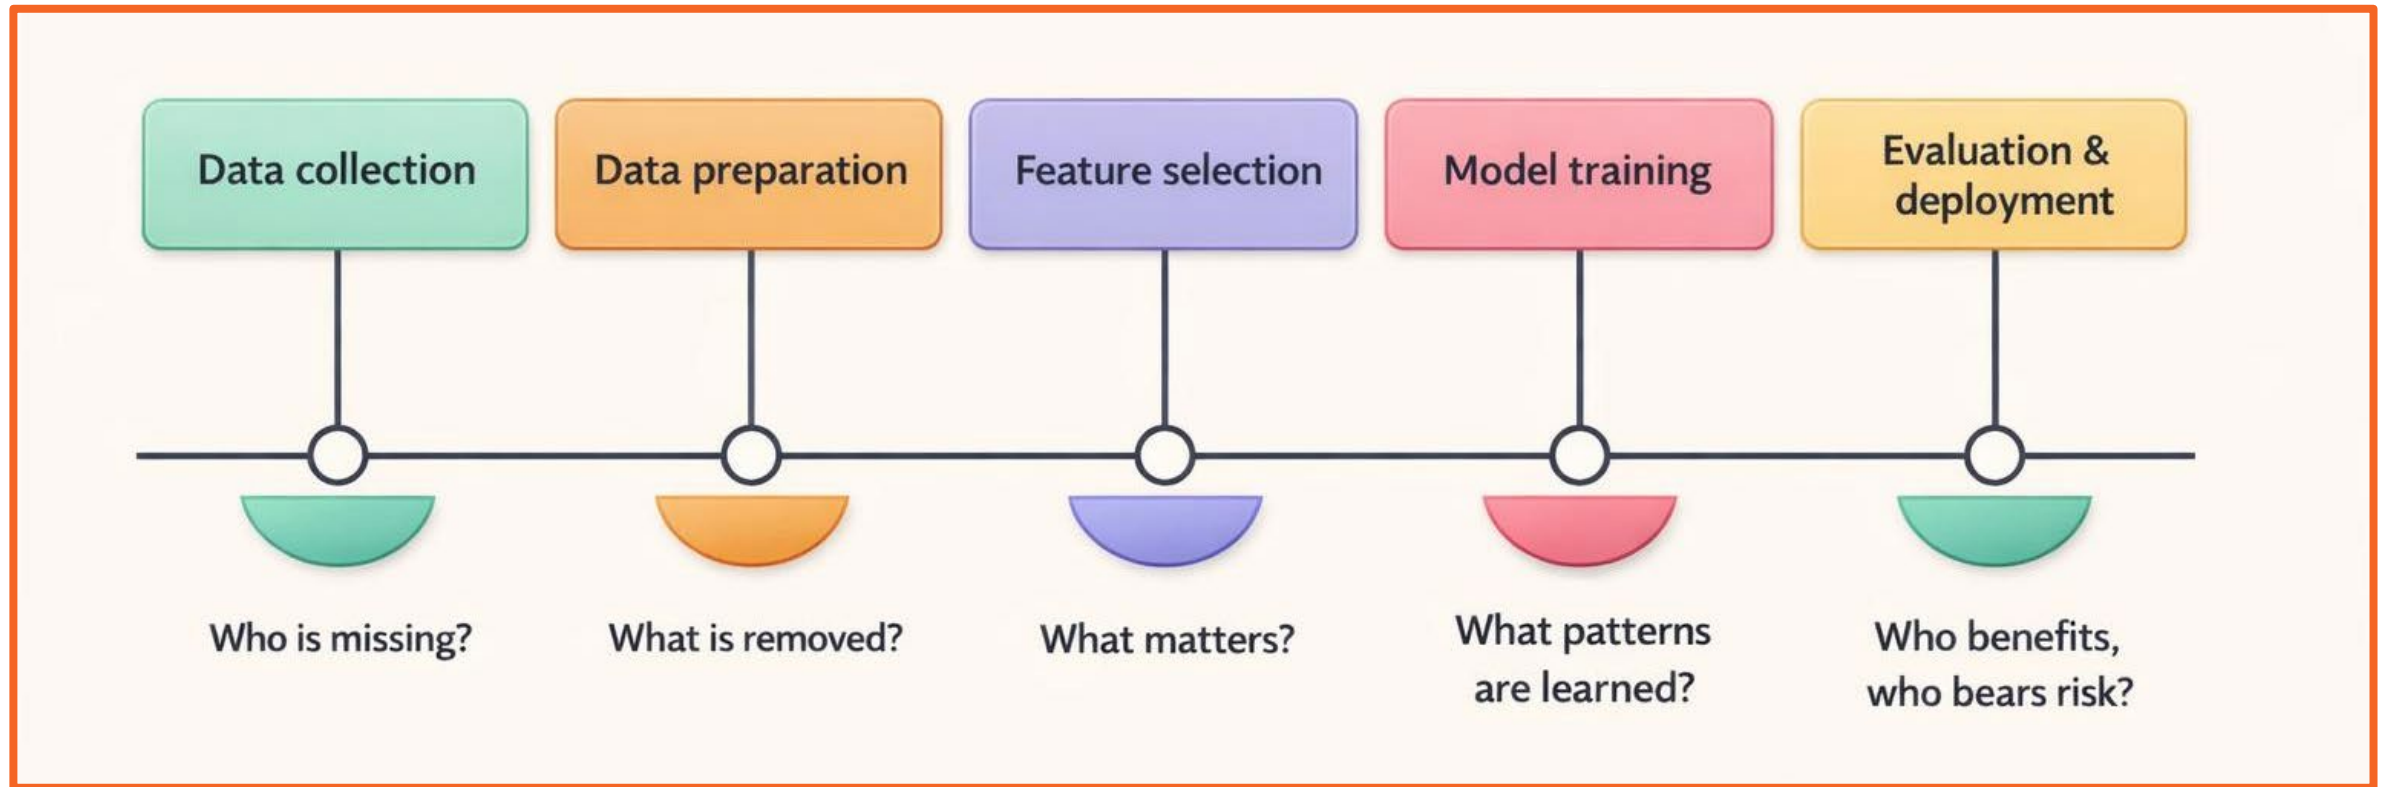 Data collection
Data preparation
Feature selection
Model training
Evaluation &
deployment
Who is missing?
What is removed?
What matters?
What patterns
are learned?
Who benefits,
who bears risk?